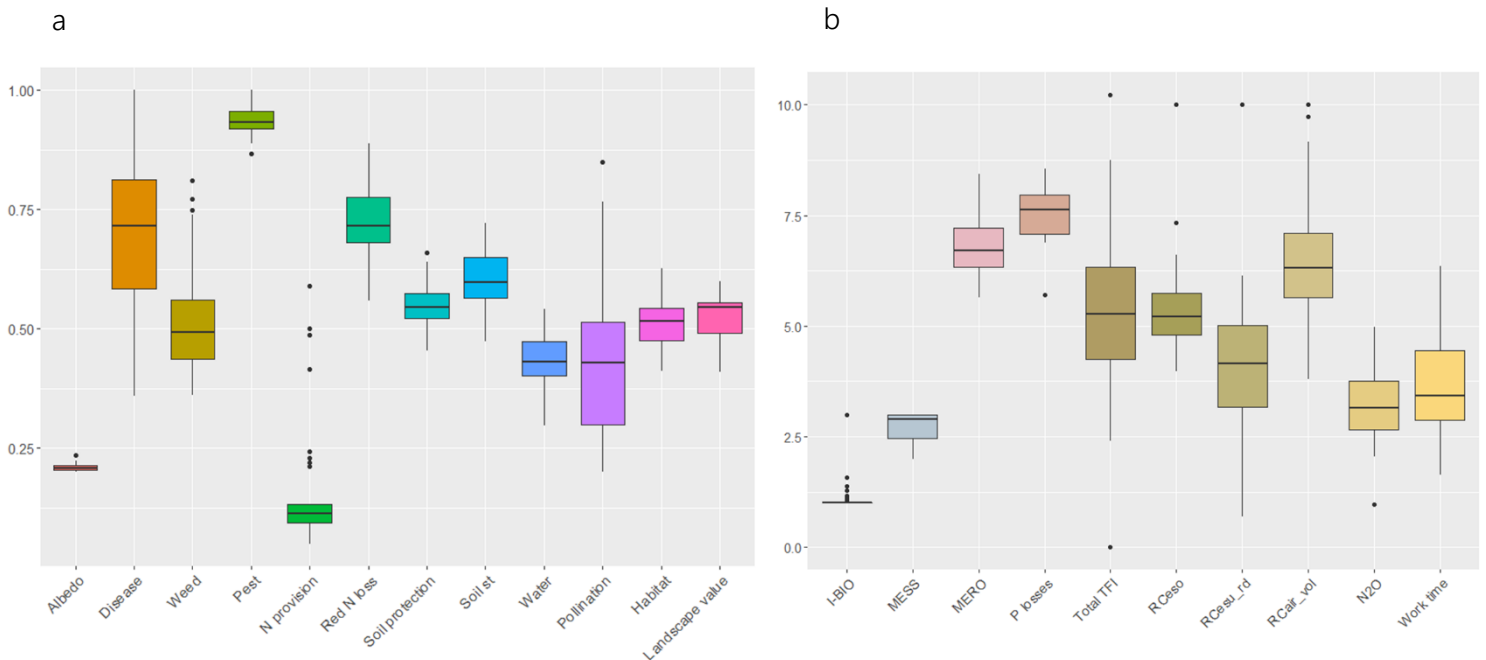 a
b
1.00
0.75
0.50
0.25
Albedo
Disease
Weed
Pest
N provision
Red N loss
Soil protection
Soil st
Water
Pollination
Habitat
Landscape value
10.0
7.5
5.0
2.5
0.0
I-BIO
MESS
MERO
P losses
Total TFI
RCeso
RCesu_rd
RCair_vol
N2O
Work time